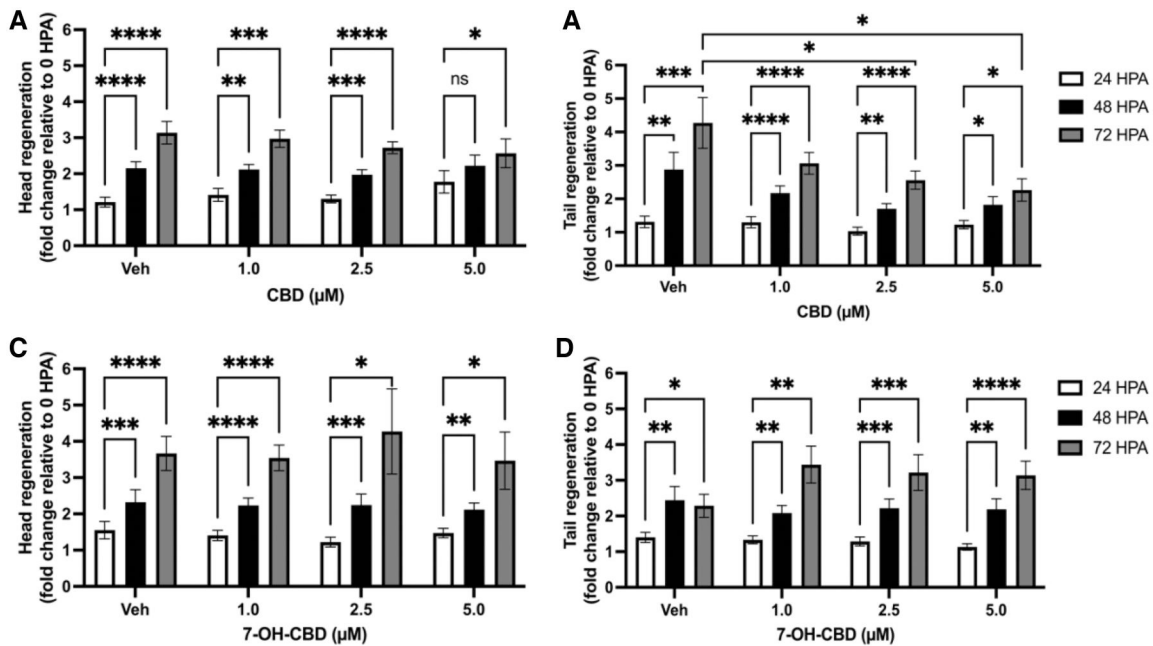 A
Head regeneration
(fold change relative to 0 HPA)
6
5
4
3
2
1
0
**** *** **** *
**** ** *** ns
Veh 1.0 2.5 5.0
CBD (µM)
A
Tail regeneration
(fold change relative to 0 HPA)
6
5
4
3
2
1
0
*
*
*** **** **** *
** **** ** *
Veh 1.0 2.5 5.0
CBD (µM)
24 HPA
48 HPA
72 HPA
C
Head regeneration
(fold change relative to 0 HPA)
6
5
4
3
2
1
0
**** **** * *
*** **** *** **
Veh 1.0 2.5 5.0
7-OH-CBD (µM)
D
Tail regeneration
(fold change relative to 0 HPA)
6
5
4
3
2
1
0
* ** *** ****
** ** *** **
Veh 1.0 2.5 5.0
7-OH-CBD (µM)
24 HPA
48 HPA
72 HPA